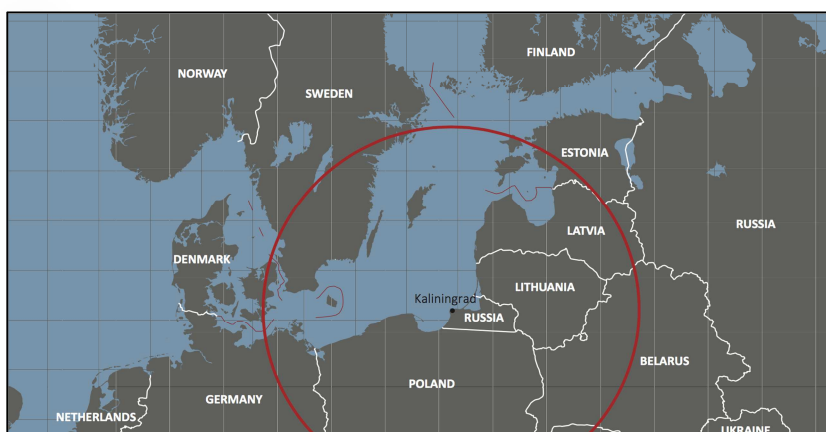 FINLAND
NORWAY
SWEDEN
ESTONIA
RUSSIA
LATVIA
DENMARK
LITHUANIA
Kaliningrad
RUSSIA
BELARUS
POLAND
GERMANY
NETHERLANDS
UKRAINE